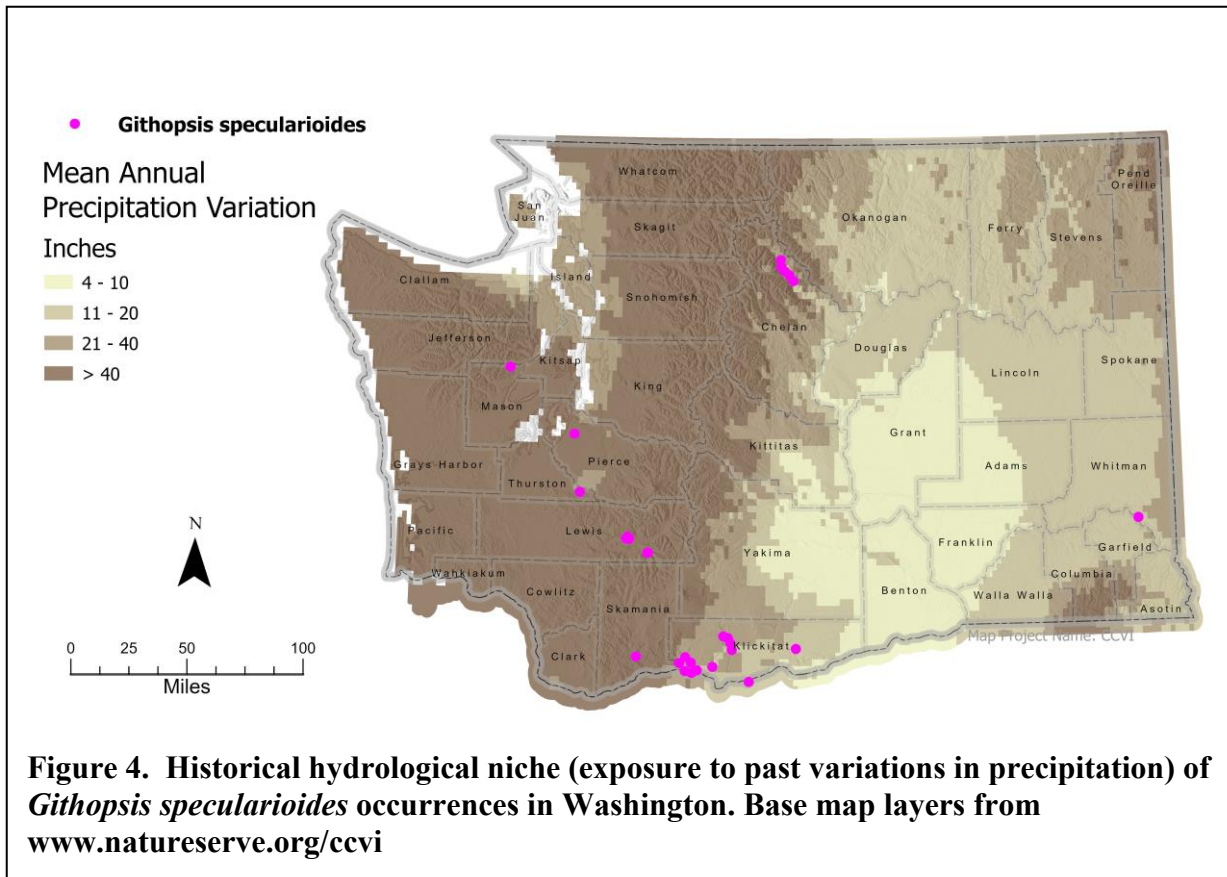 Githopsis specularioides
Mean Annual
Precipitation Variation
Inches
4 - 10
11 - 20
21 - 40
> 40
N
0 25 50 100
Miles
Whatcom
Pend
Oreille
San
Juan
Okanogan
Skagit
Ferry
Stevens
Island
Clallam
Snohomish
Chelan
Jefferson
Douglas
Kitsap
Spokane
Lincoln
King
Mason
Grant
Kittitas
Grays Harbor
Pierce
Adams
Whitman
Thurston
Pacific
Lewis
Franklin
Yakima
Garfield
Wahkiakum
Columbia
Benton
Walla Walla
Cowlitz
Skamania
Asotin
Map Project Name: CCVI
Klickitat
Clark
Figure 4. Historical hydrological niche (exposure to past variations in precipitation) of
Githopsis specularioides occurrences in Washington. Base map layers from
www.natureserve.org/ccvi